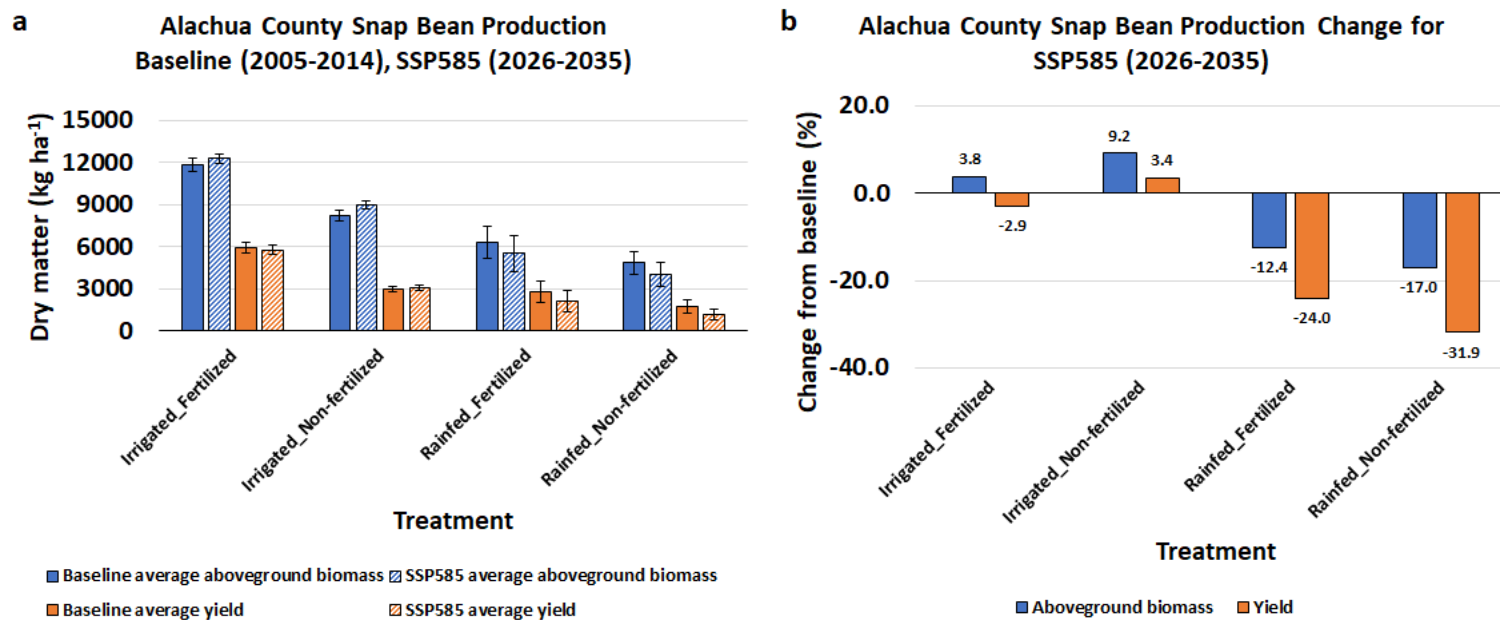 a
Alachua County Snap Bean Production
Baseline (2005-2014), SSP585 (2026-2035)
Dry matter (kg ha-1)
15000
12000
9000
6000
3000
0
Irrigated_Fertilized
Irrigated_Non-fertilized
Rainfed_Fertilized
Rainfed_Non-fertilized
Treatment
Baseline average aboveground biomass
SSP585 average aboveground biomass
Baseline average yield
SSP585 average yield
b
Alachua County Snap Bean Production Change for
SSP585 (2026-2035)
Change from baseline (%)
20.0
0.0
-20.0
-40.0
3.8
-2.9
9.2
3.4
-12.4
-24.0
-17.0
-31.9
Irrigated_Fertilized
Irrigated_Non-fertilized
Rainfed_Fertilized
Rainfed_Non-fertilized
Treatment
Aboveground biomass
Yield